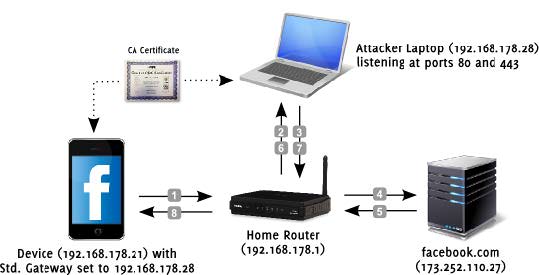 CA Certificate
Attacker Laptop (192.168.178.28)
listening at ports 80 and 443
2 3
6 7
f
1
8
4
5
Device (192.168.178.21) with
Std. Gateway set to 192.168.178.28
Home Router
(192.168.178.1)
facebook.com
(173.252.110.27)